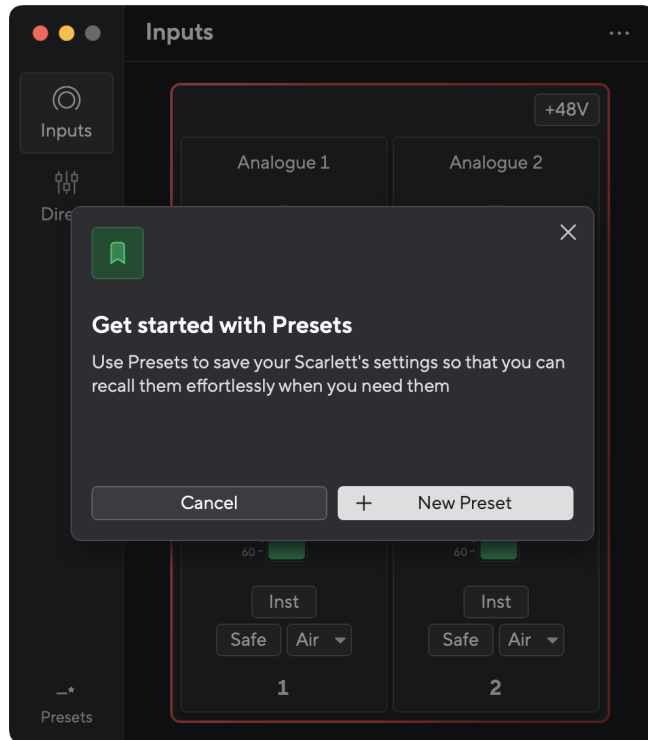 Inputs
Inputs
+48V
Analogue 1
Analogue 2
Dire
Get started with Presets
Use Presets to save your Scarlett's settings so that you can
recall them effortlessly when you need them
Cancel
+ New Preset
60
60
Inst
Inst
Safe
Air
Safe
Air
1
2
_*
Presets